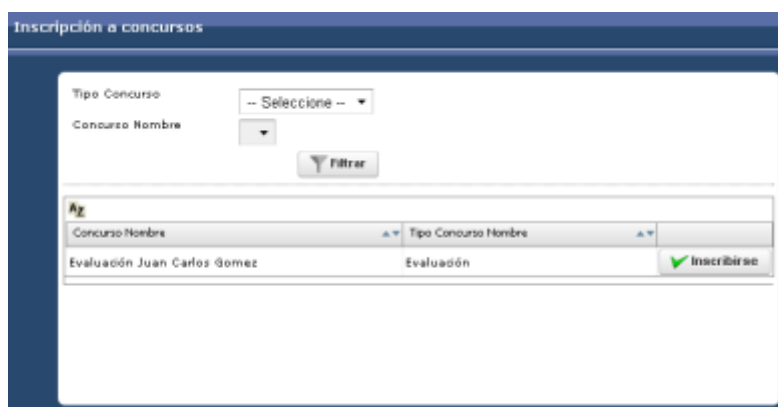 Inscripción a concursos
Tipo Concurso
-- Seleccione --
Concurso Nombre
Filtrar
AZ
Concurso Nombre Tipo Concurso Nombre
Evaluación Juan Carlos Gomez Evaluación Inscribirse